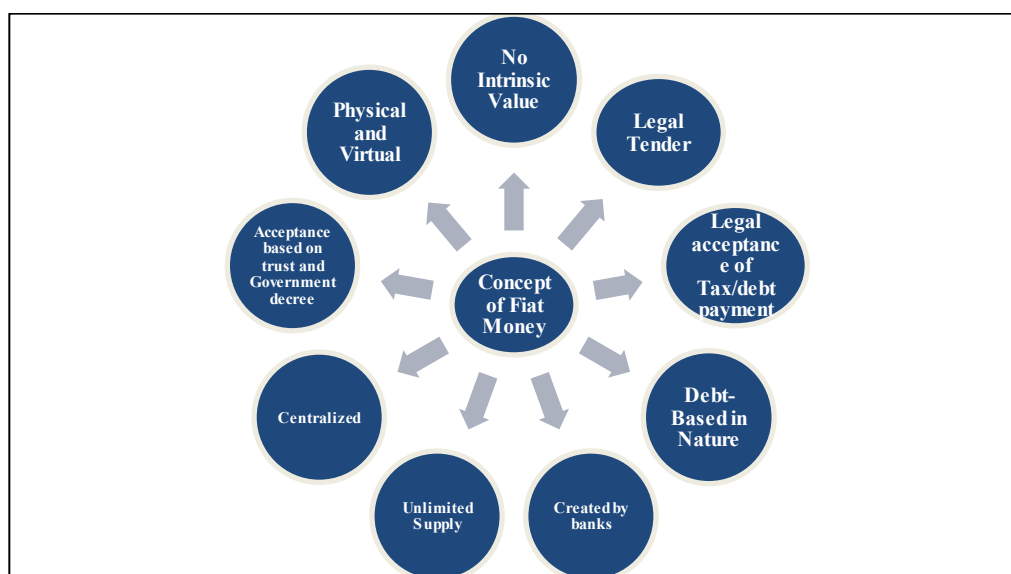 No
Intrinsic
Value
Legal
Tender
Legal
acceptanc
e of
Tax/debt
payment
Debt-
Based in
Nature
Created by
banks
Unlimited
Supply
Centralized
Acceptance
based on
trust and
Government
decree
Physical
and
Virtual
Concept
of Fiat
Money